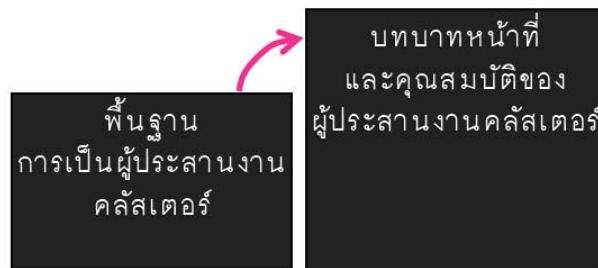 พื้นฐาน
การเป็นผู้ประสานงาน
คลัสเตอร์
บทบาทหน้าที่
และคุณสมบัติของ
ผู้ประสานงานคลัสเตอร์